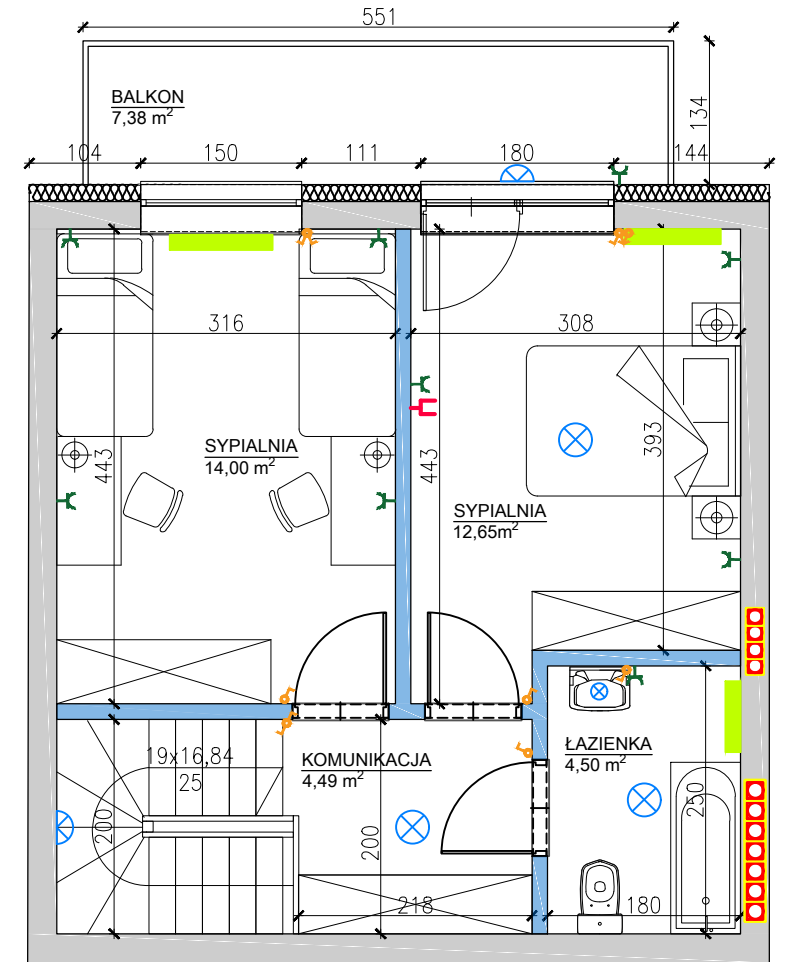 551
BALKON
7,38 m²
134
104
150
111
180
144
316
308
443
SYPIALNIA
14,00 m²
443
393
SYPIALNIA
12,65m²
19x16,84
25
200
KOMUNIKACJA
4,49 m²
200
218
ŁAZIENKA
4,50 m²
250
180